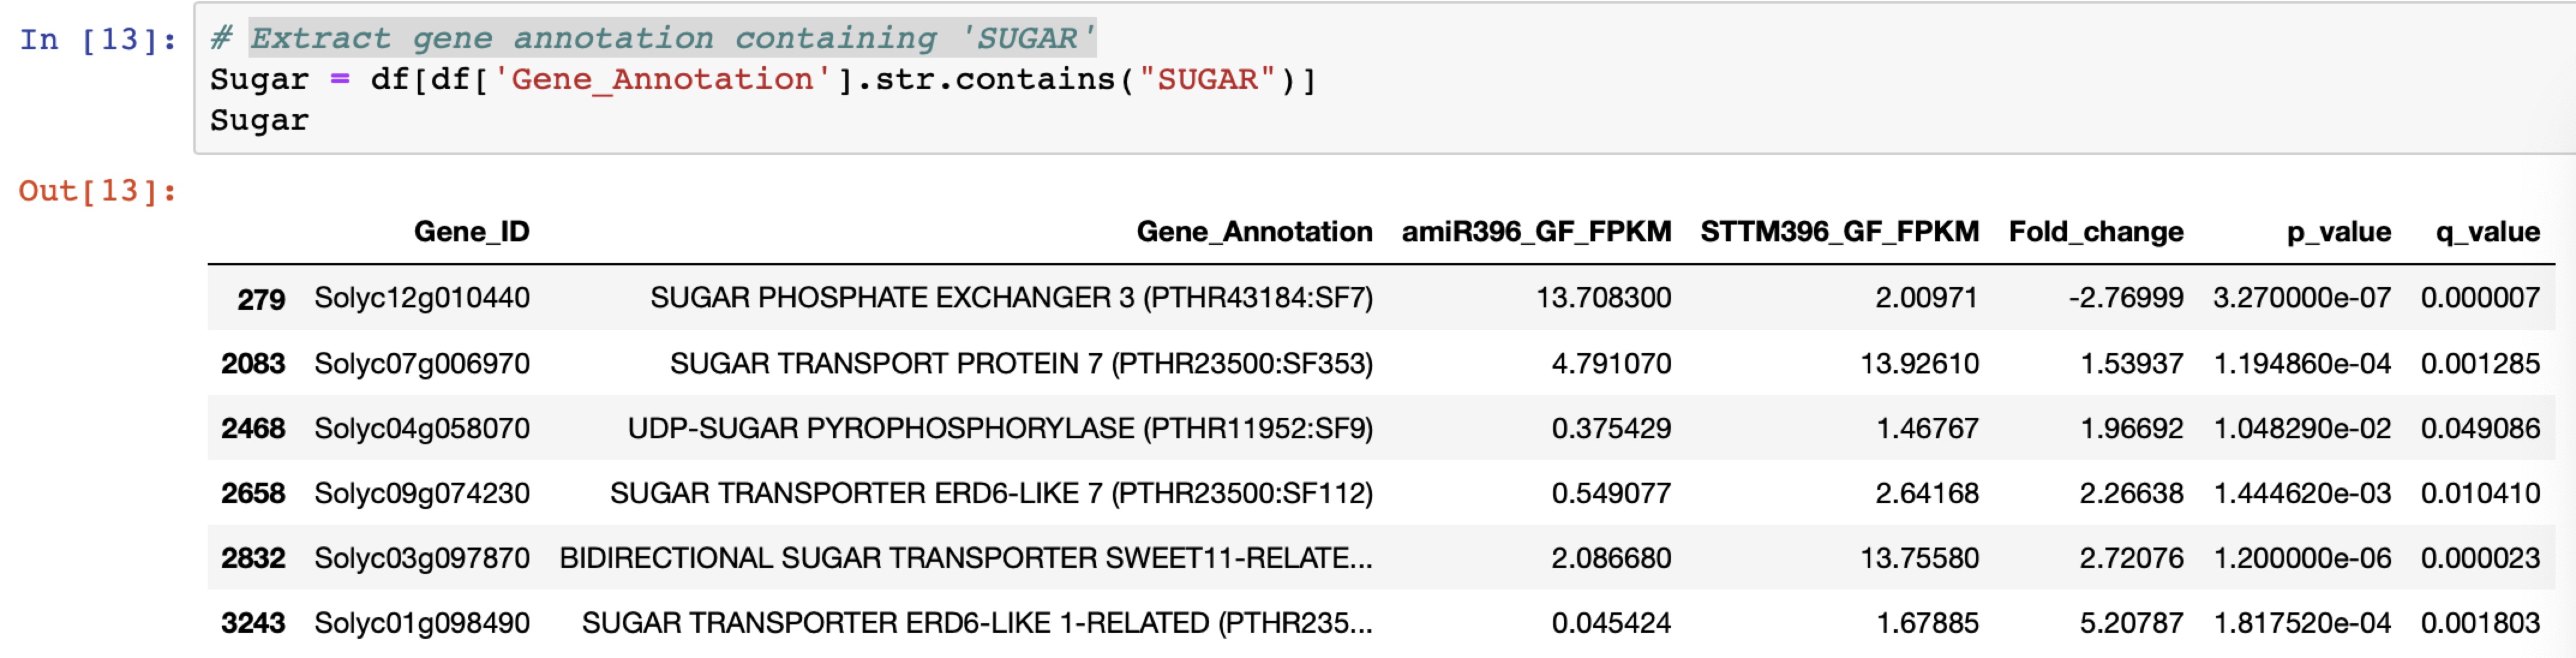 In [13]: # Extract gene annotation containing 'SUGAR'
Sugar = df[df['Gene_Annotation'].str.contains("SUGAR")]
Sugar
Out[13]:
Gene_ID Gene_Annotation amiR396_GF_FPKM STTM396_GF_FPKM Fold_change p_value q_value
279 Solyc12g010440 SUGAR PHOSPHATE EXCHANGER 3 (PTHR43184:SF7) 13.708300 2.00971 -2.76999 3.270000e-07 0.000007
2083 Solyc07g006970 SUGAR TRANSPORT PROTEIN 7 (PTHR23500:SF353) 4.791070 13.92610 1.53937 1.194860e-04 0.001285
2468 Solyc04g058070 UDP-SUGAR PYROPHOSPHORYLASE (PTHR11952:SF9) 0.375429 1.46767 1.96692 1.048290e-02 0.049086
2658 Solyc09g074230 SUGAR TRANSPORTER ERD6-LIKE 7 (PTHR23500:SF112) 0.549077 2.64168 2.26638 1.444620e-03 0.010410
2832 Solyc03g097870 BIDIRECTIONAL SUGAR TRANSPORTER SWEET11-RELATE... 2.086680 13.75580 2.72076 1.200000e-06 0.000023
3243 Solyc01g098490 SUGAR TRANSPORTER ERD6-LIKE 1-RELATED (PTHR235... 0.045424 1.67885 5.20787 1.817520e-04 0.001803